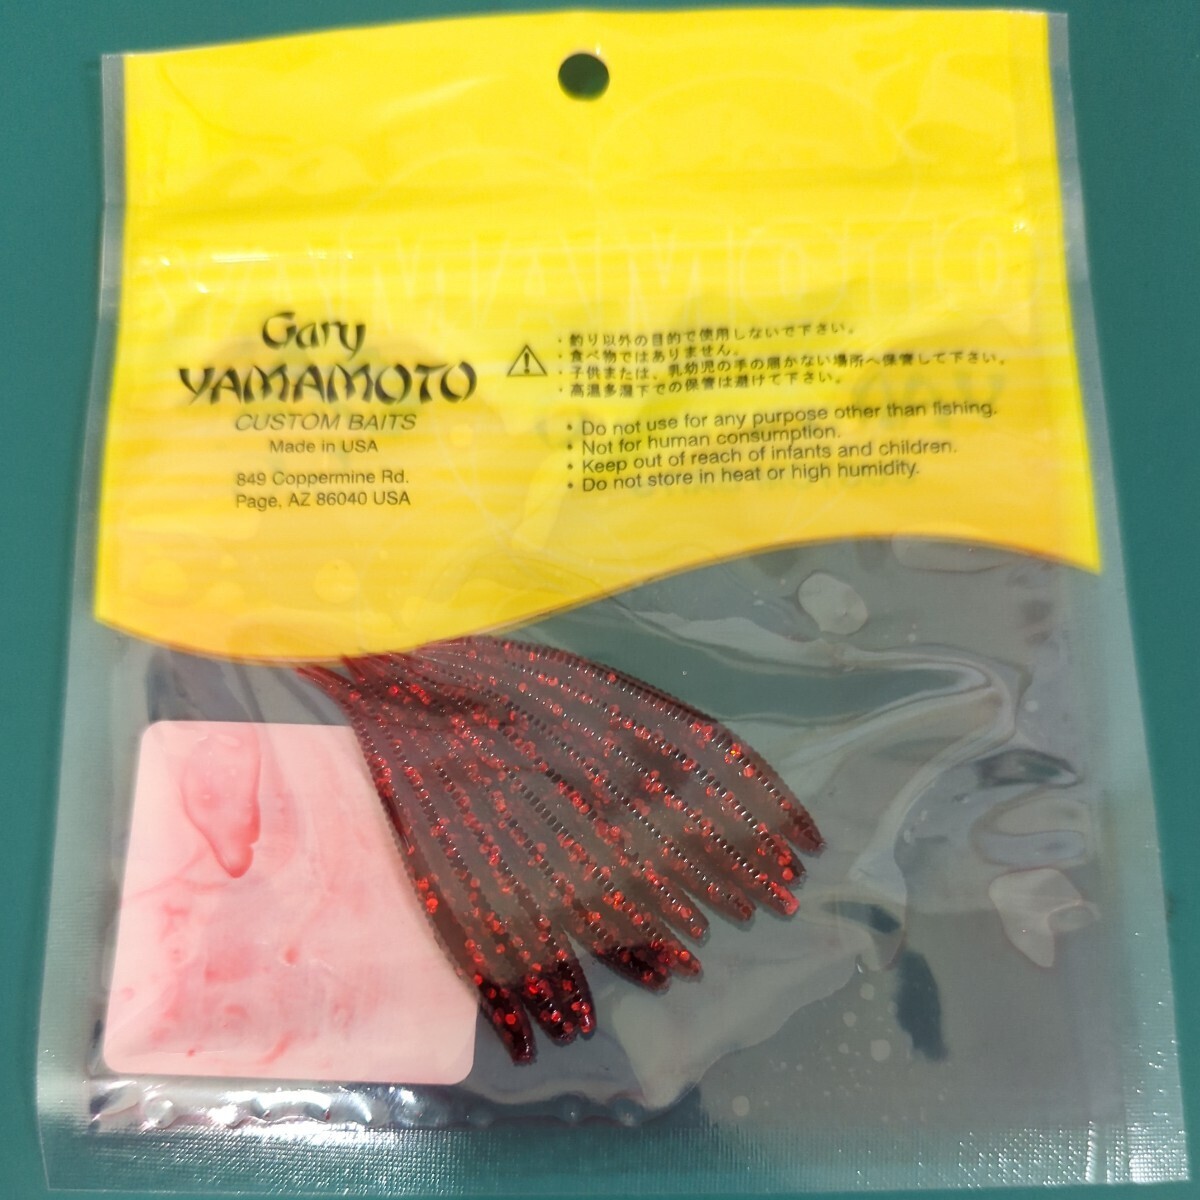 Gary
YAMAMOTO
CUSTOM BAITS
Made in USA
849 Coppermine Rd.
Page, AZ 86040 USA
・釣り以外の目的で使用しないで下さい。
・食べ物ではありません。
・子供または、乳幼児の手の届かない場所へ保管して下さい。
・高温多湿下での保管は避けて下さい。
• Do not use for any purpose other than fishing.
• Not for human consumption.
• Keep out of reach of infants and children.
• Do not store in heat or high humidity.
YAMAMOTO